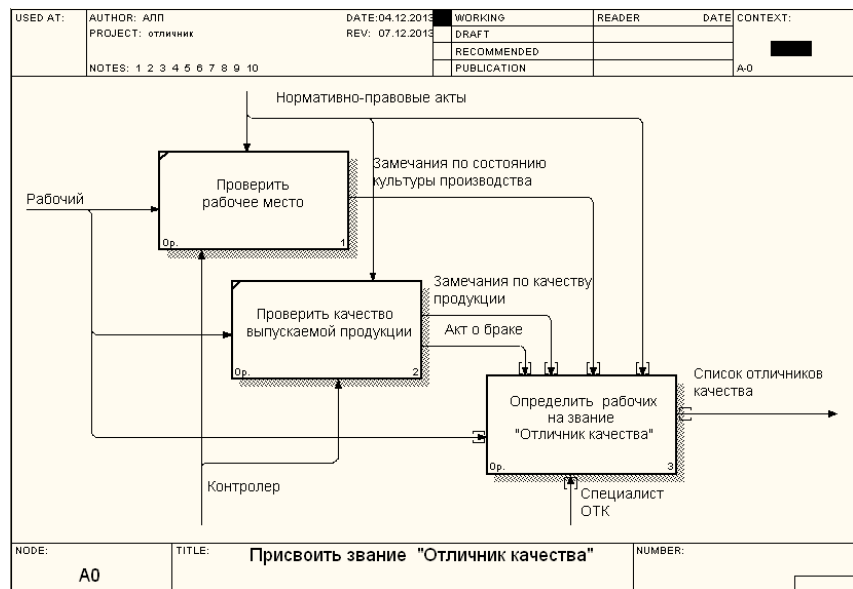 USED AT:
AUTHOR: АЛП
DATE:04.12.2013
WORKING
READER
DATE
CONTEXT:
PROJECT: отличник
REV: 07.12.2013
DRAFT
RECOMMENDED
NOTES: 1 2 3 4 5 6 7 8 9 10
PUBLICATION
A-0
Нормативно-правовые акты
Проверить
рабочее место
0р.
1
Замечания по состоянию
культуры производства
Рабочий
Проверить качество
выпускаемой продукции
0р.
2
Замечания по качеству
продукции
Акт о браке
Определить рабочих
на звание
"Отличник качества"
0р.
3
Список отличников
качества
Контролер
Специалист
ОТК
NODE:
A0
TITLE:
Присвоить звание "Отличник качества"
NUMBER: